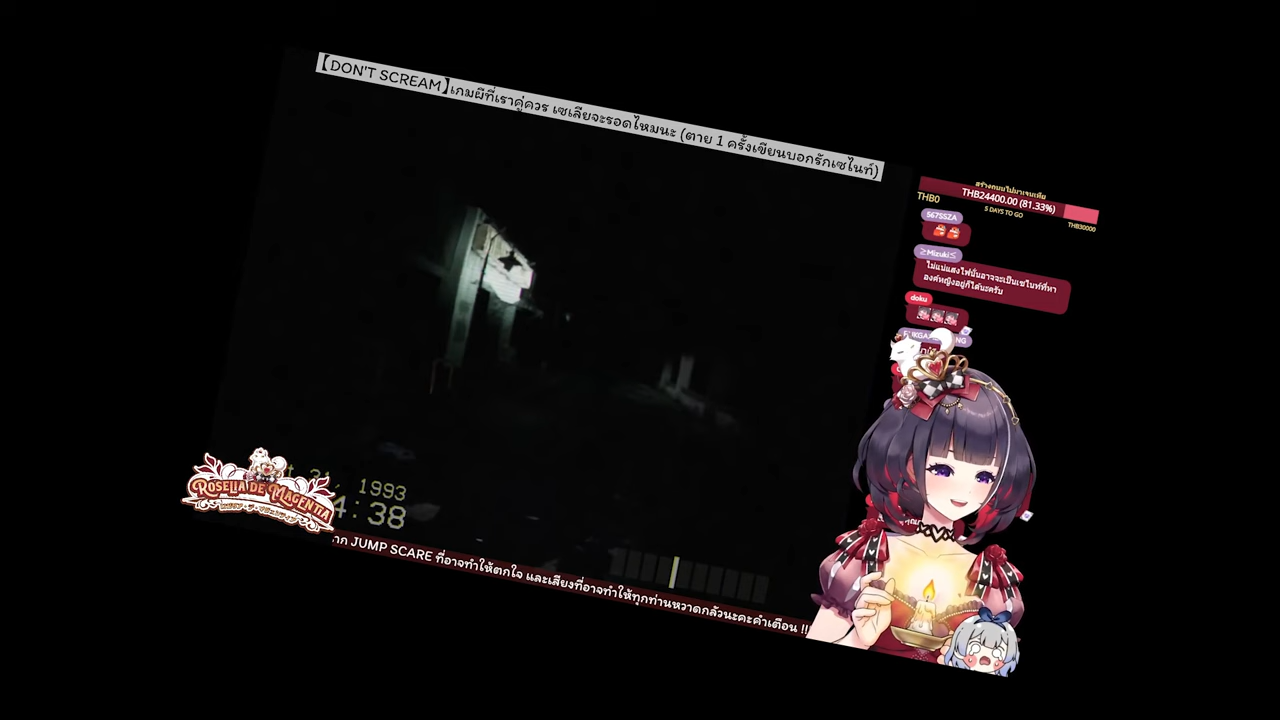 【DON'T SCREAM】เกมผีที่เราคู่ควร เซเลียจะรอดไหมนะ (ตาย 1 ครั้งเขียนบอกรักเซไนท์)
THB24400.00 (81.33%)
THB0
5 DAYS TO GO
THB30000
567SSZA
≥Mizuki≤
ไม่แน่แสงไฟนั้นอาจจะเป็นเซไนท์ที่หา
องค์หญิงอยู่ก็ได้นะครับ
doku
31, 1993
4:38
ROSELIA DE MAGENTIA
JUMP SCARE ที่อาจทำให้ตกใจ และเสียงที่อาจทำให้ทุกท่านหวาดกลัวนะคะคำเตือน !!